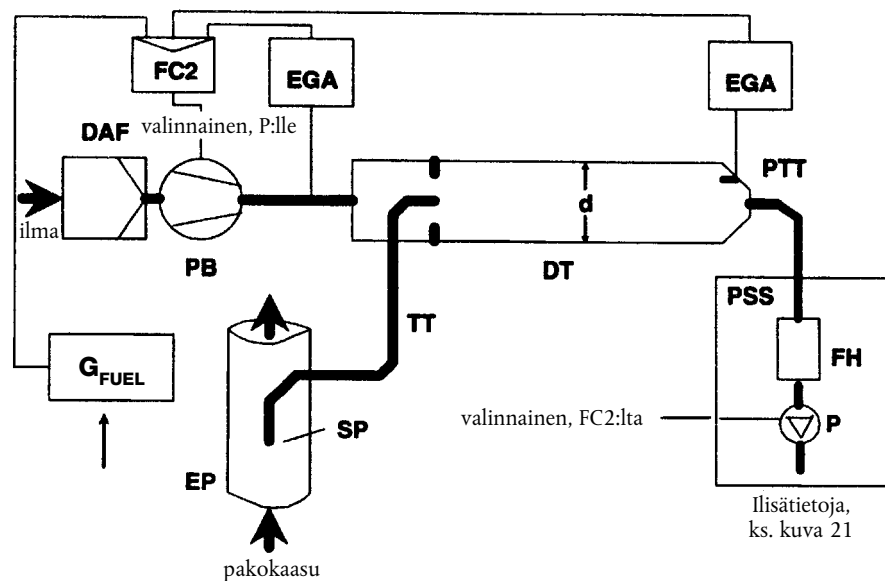 FC2
EGA
EGA
DAF
valinnainen, P:lle
PTT
ilma
d
PB
DT
PSS
TT
G FUEL
FH
SP
valinnainen, FC2:lta
P
EP
Ilisätietoja,
ks. kuva 21
pakokaasu